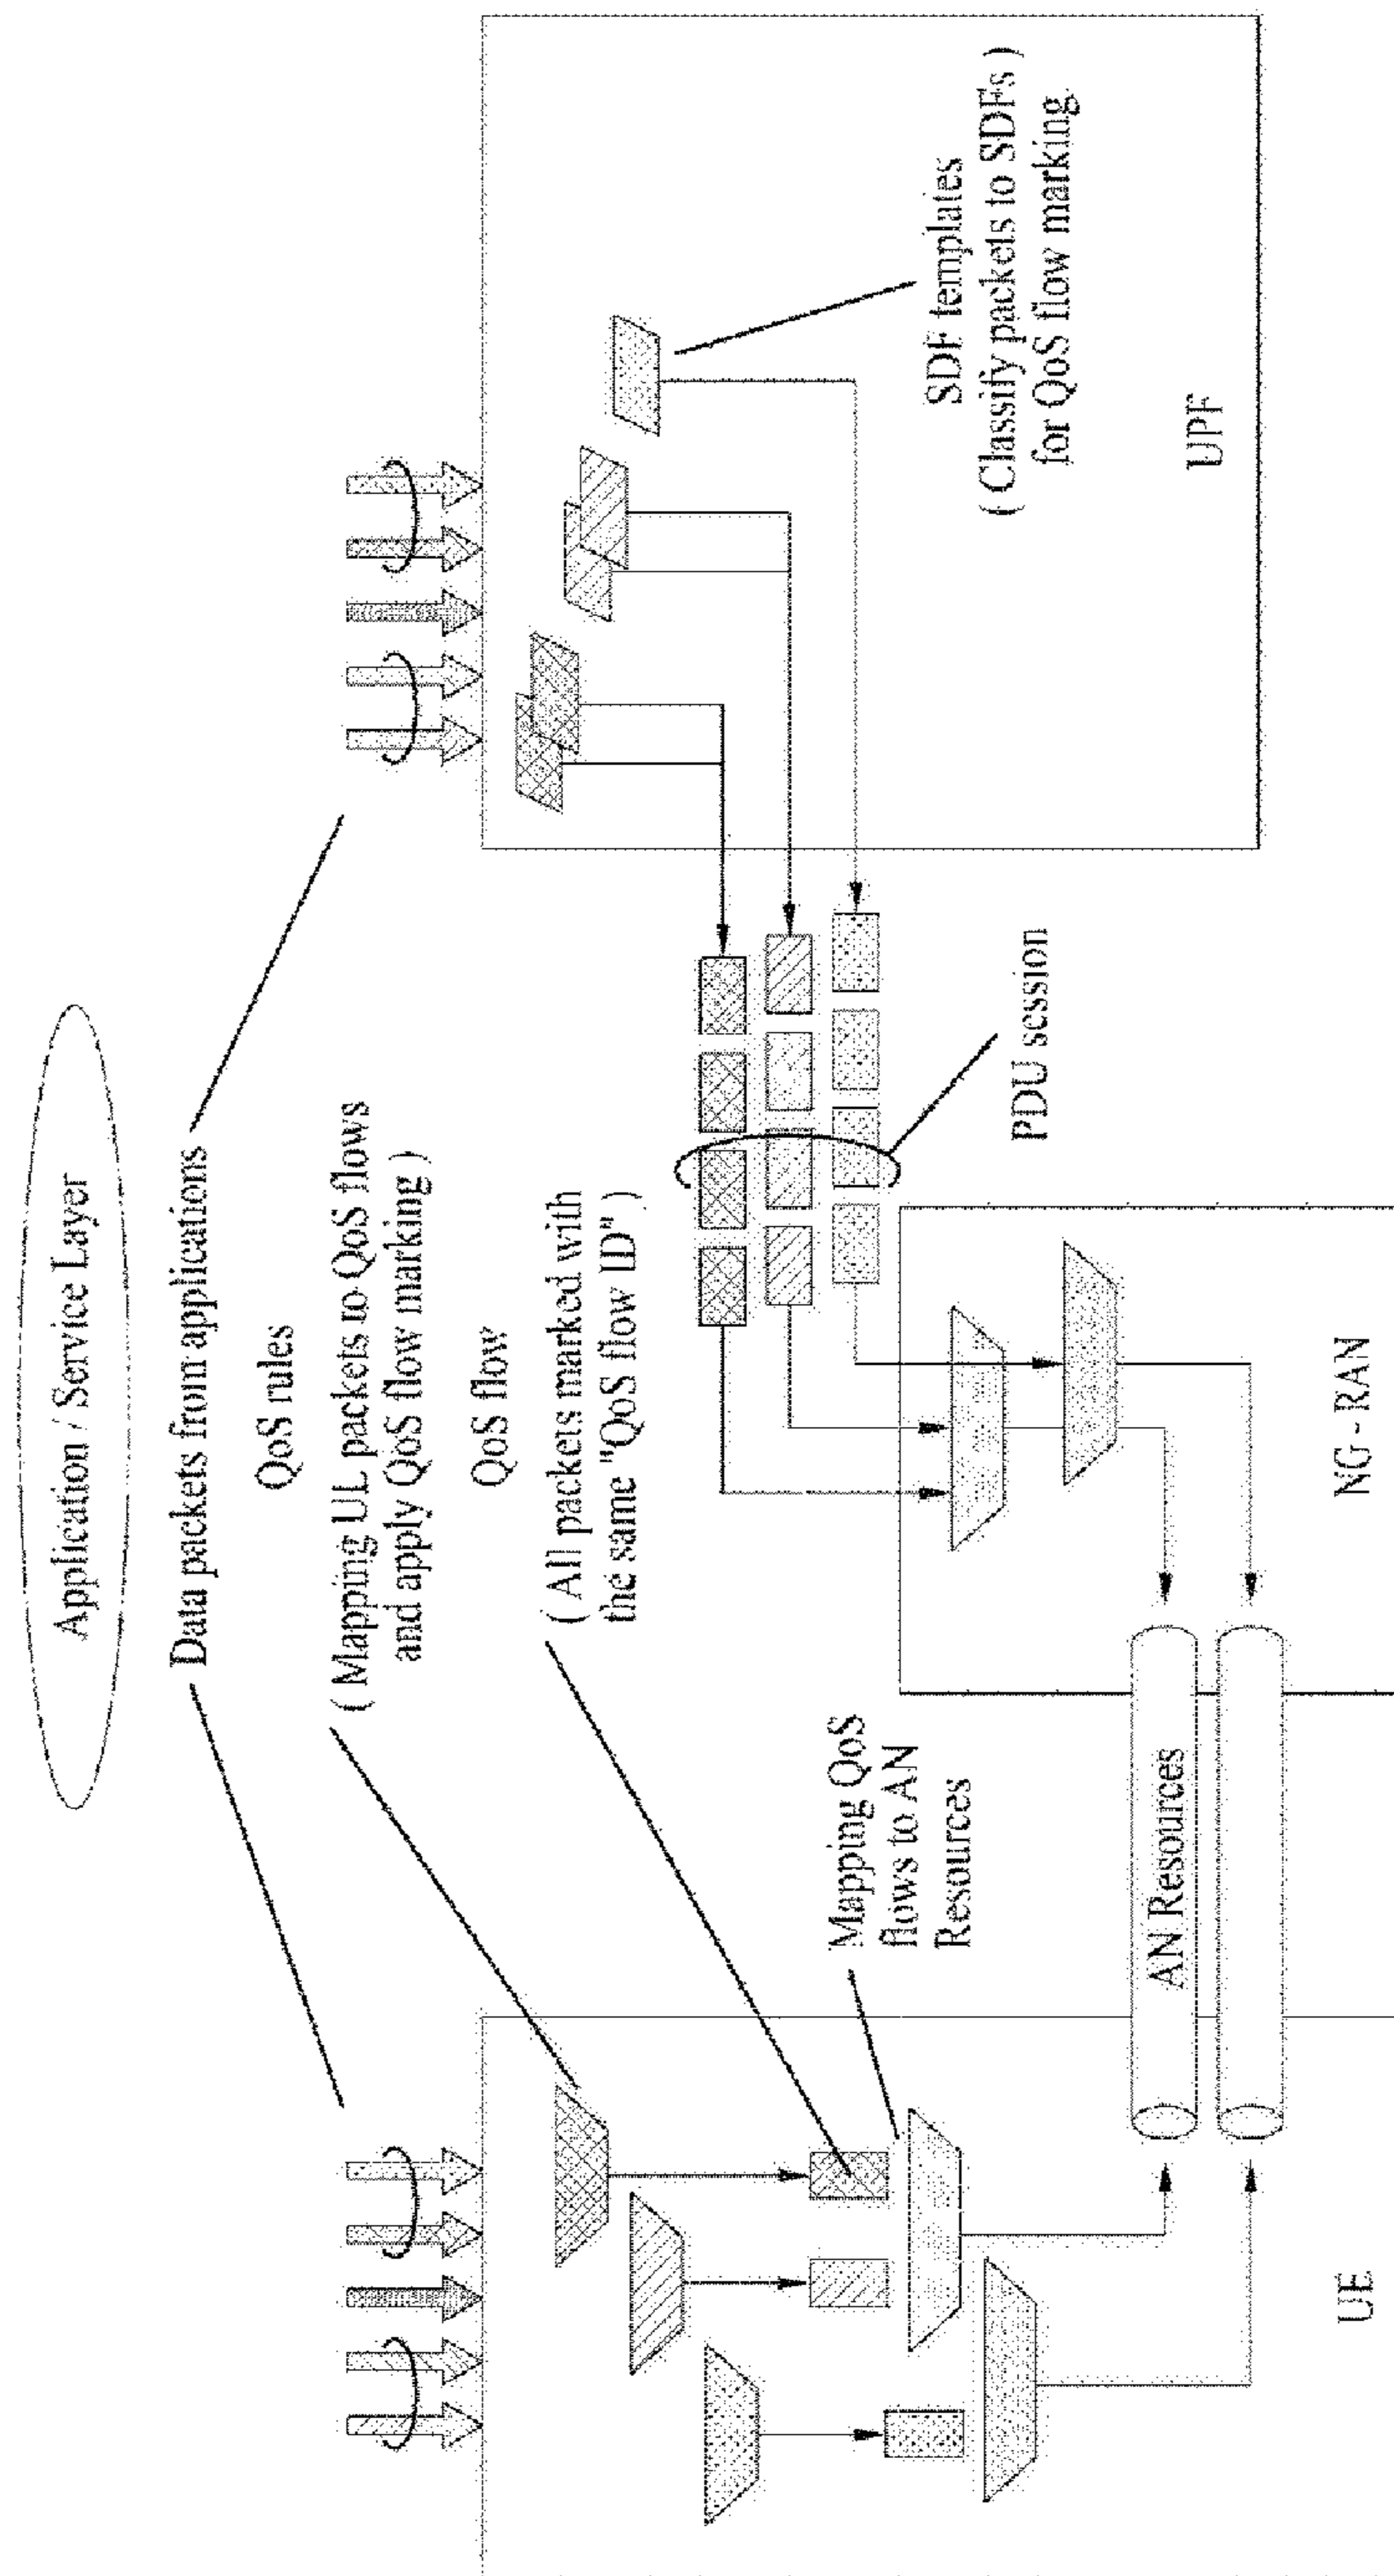 Application / Service Layer
Data packets from applications
QoS rules
( Mapping UL packets to QoS flows
and apply QoS flow marking )
QoS flow
( All packets marked with
the same "QoS flow ID" )
Mapping QoS
flows to AN
Resources
AN Resources
PDU session
SDF templates
( Classify packets to SDFs )
for QoS flow marking
UE
NG - RAN
UPF